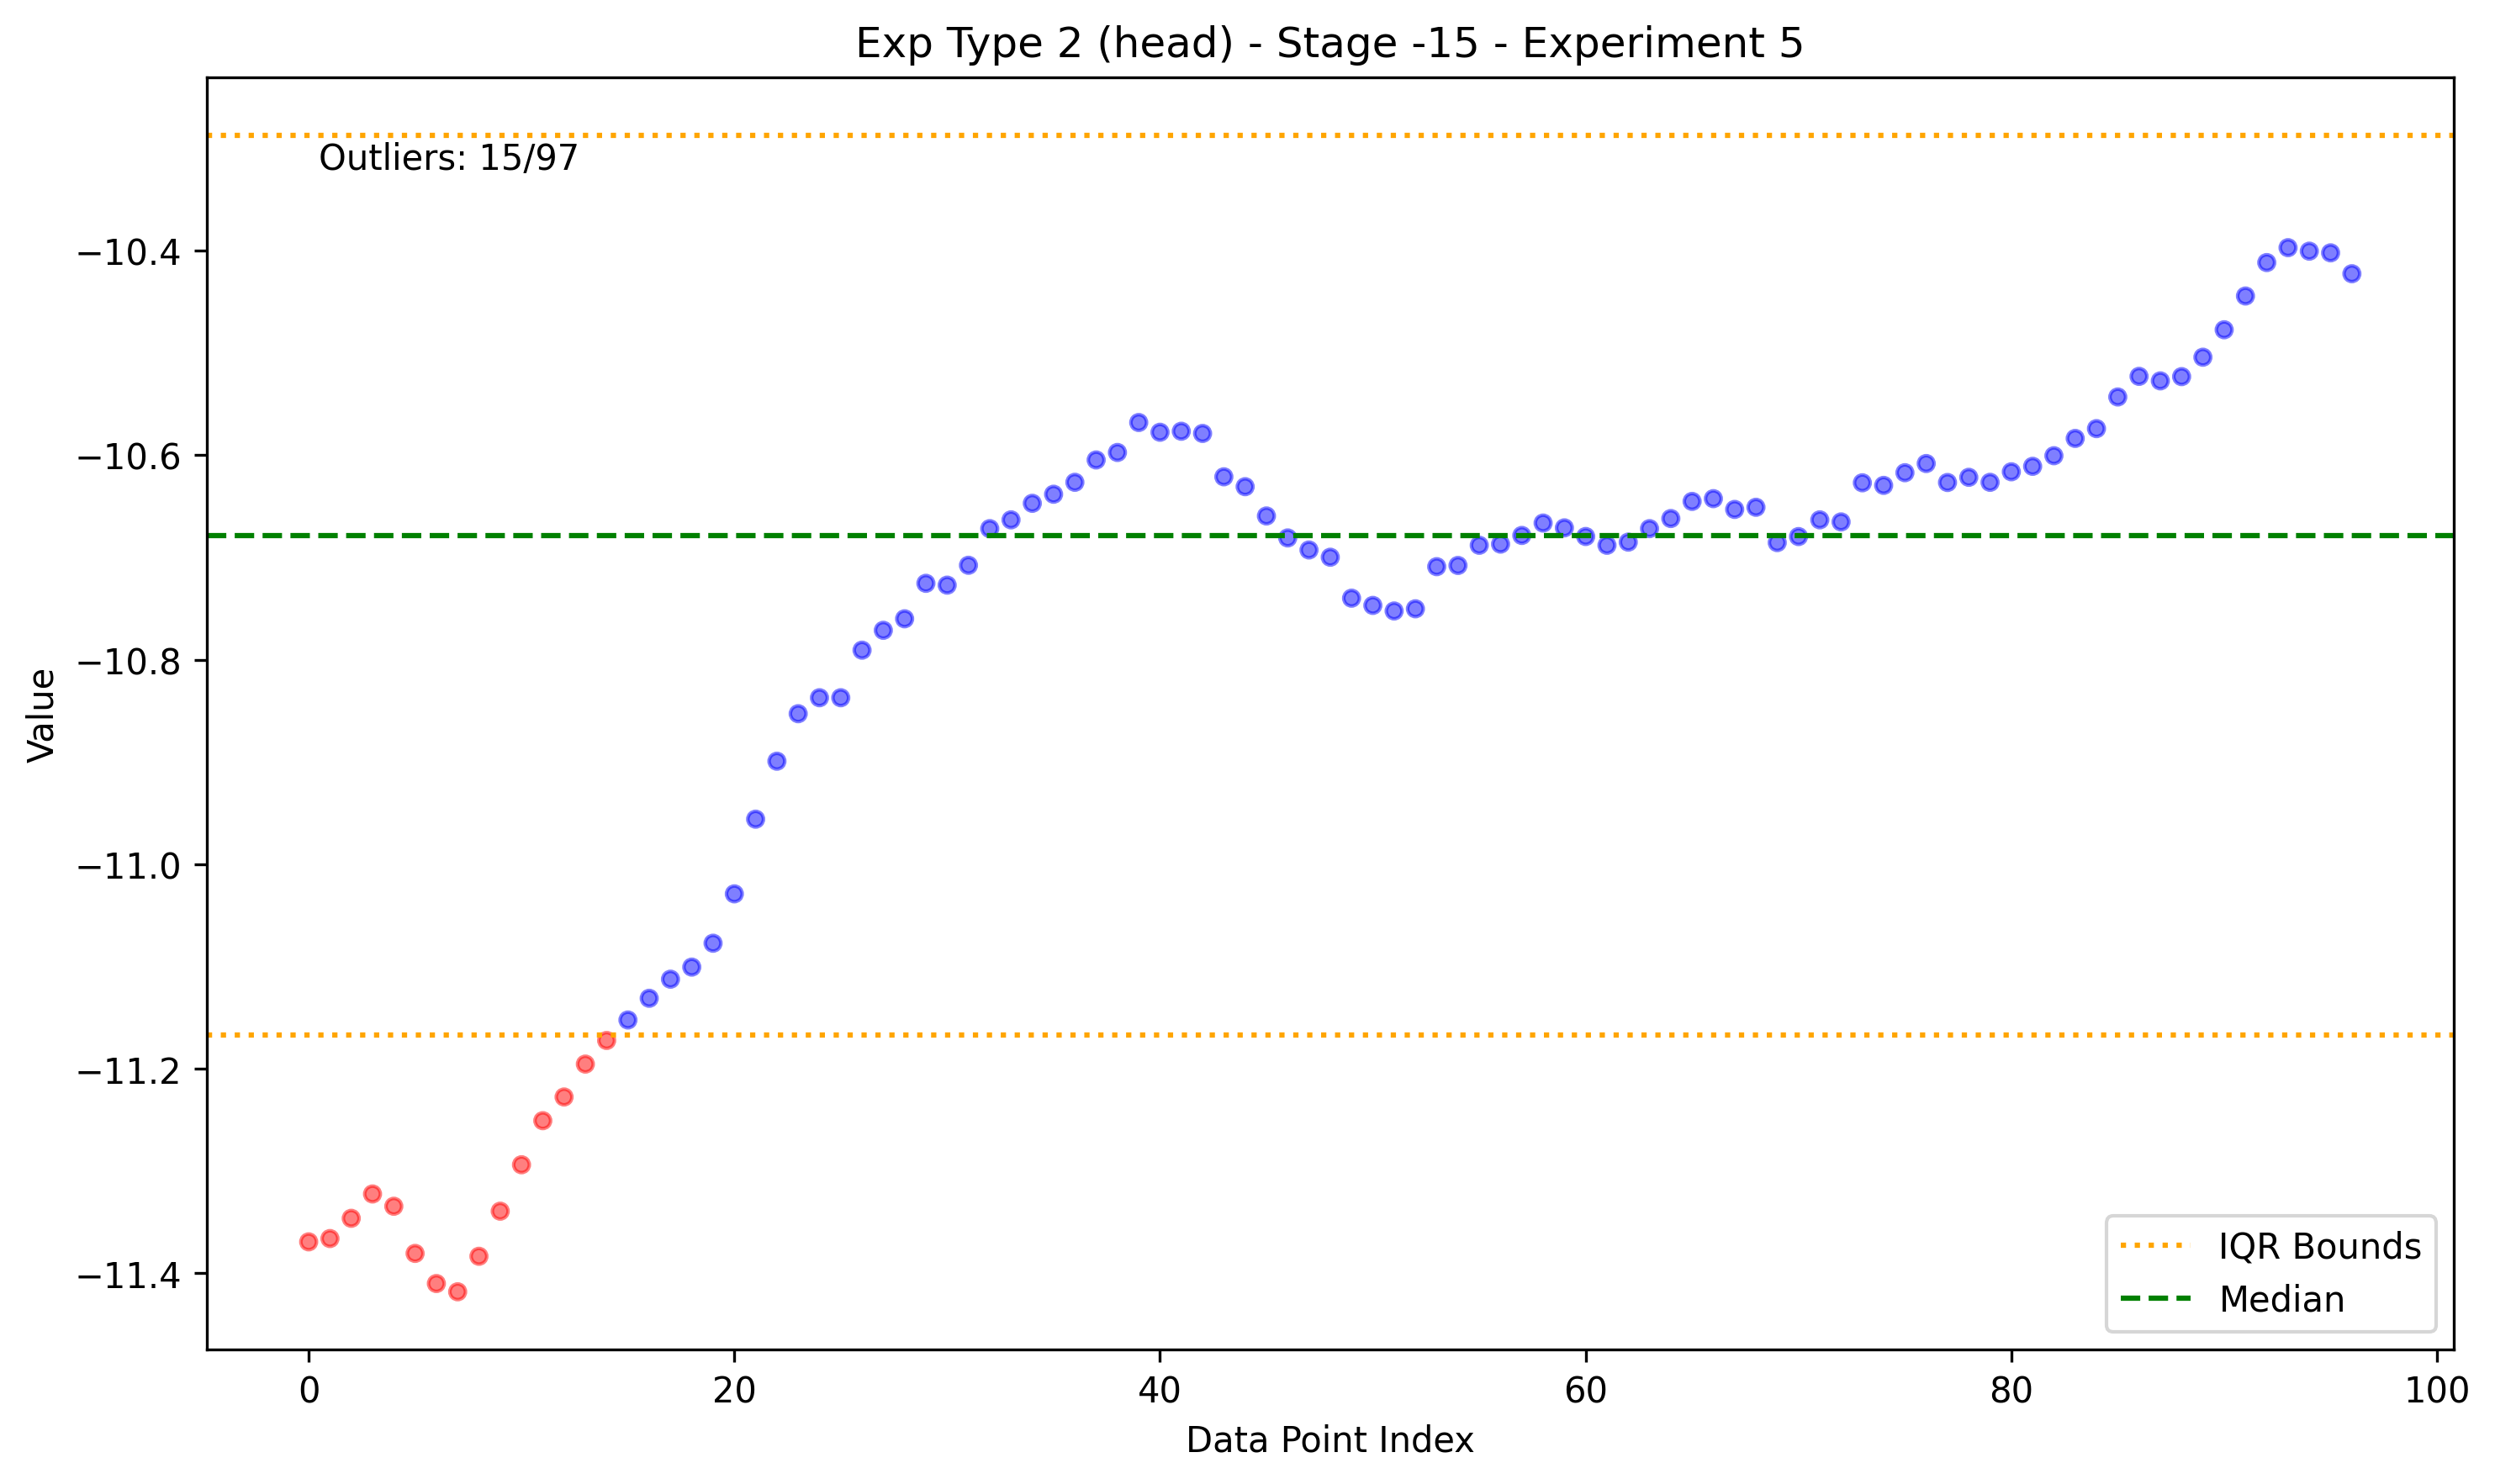 Exp Type 2 (head) - Stage -15 - Experiment 5
Outliers: 15/97
−10.4
−10.6
−10.8
−11.0
−11.2
−11.4
Value
0 20 40 60 80 100
Data Point Index
IQR Bounds
Median